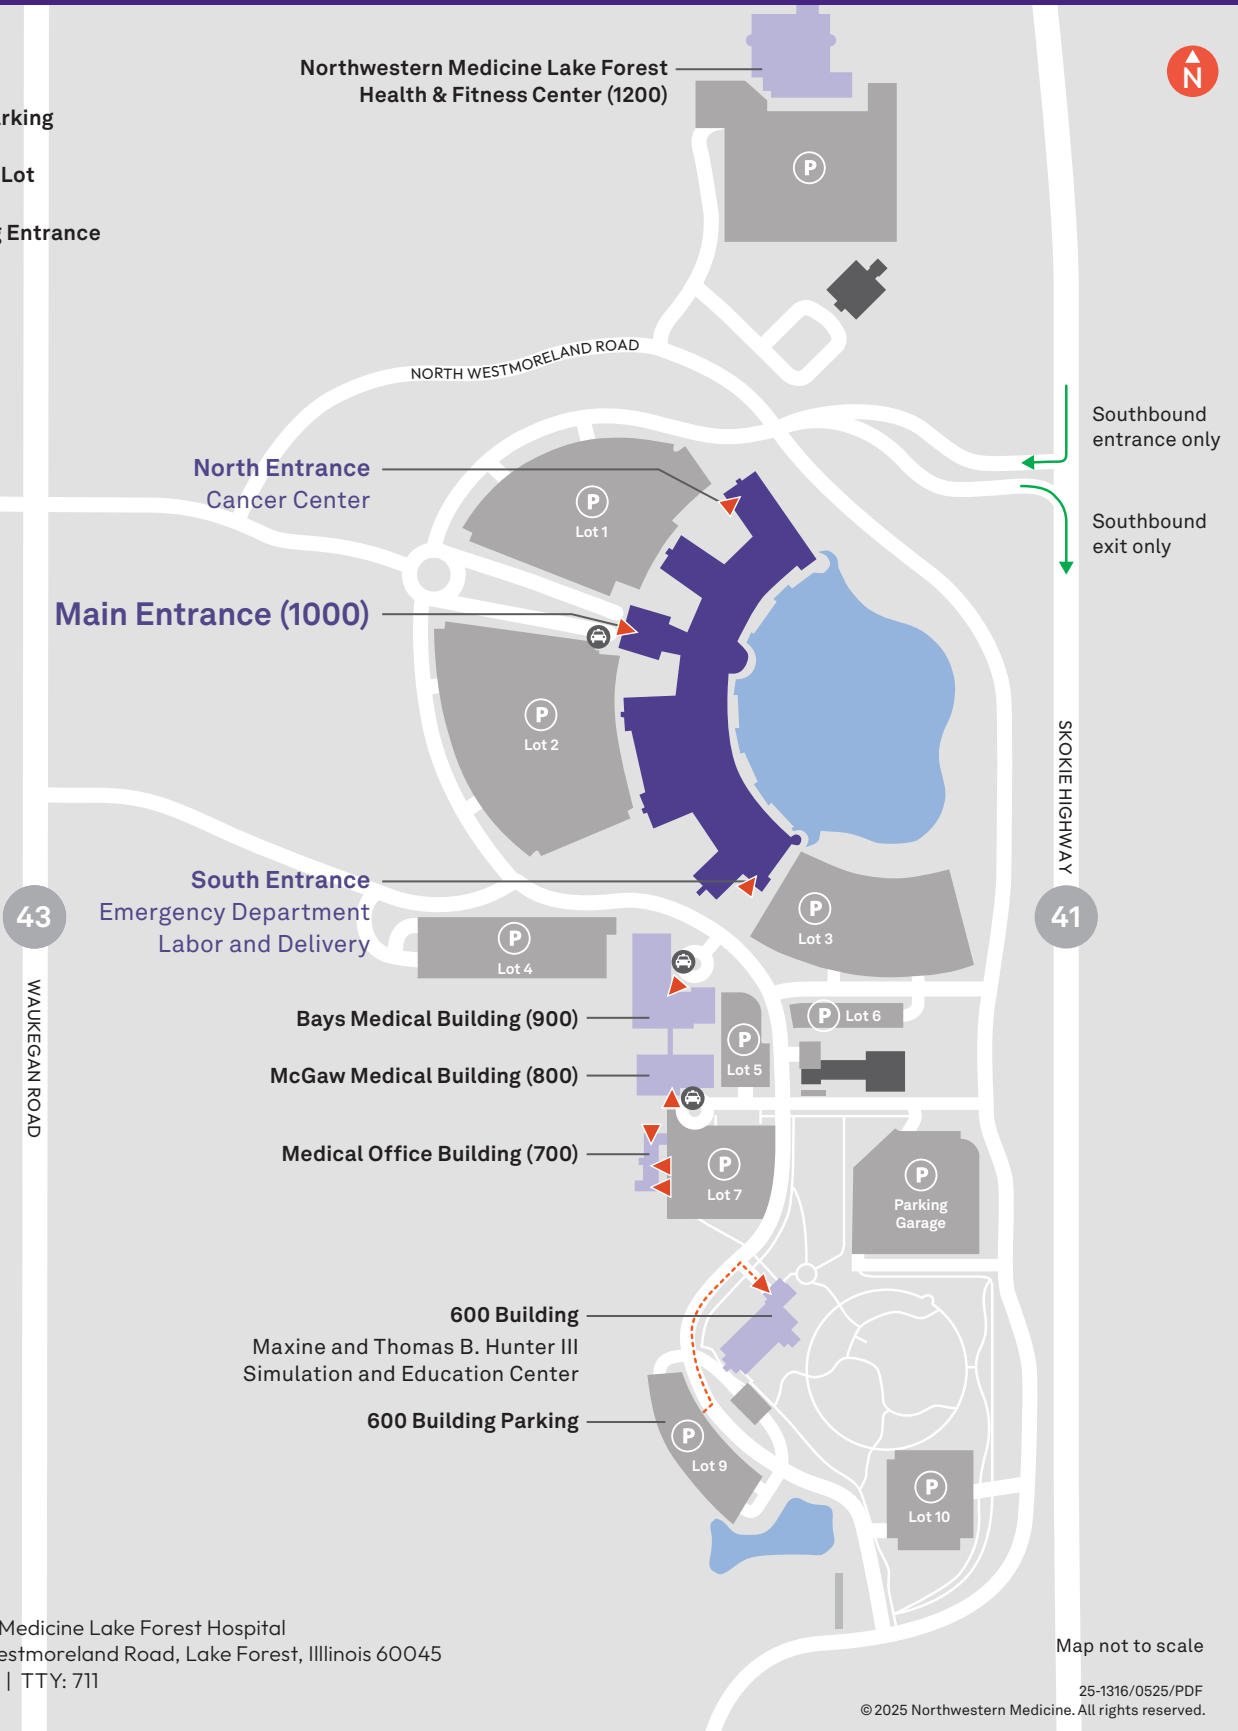 Northwestern Medicine Lake Forest
Health & Fitness Center (1200)
N
Lot
Entrance
P
NORTH WESTMORELAND ROAD
Southbound
entrance only
Southbound
exit only
North Entrance
Cancer Center
P
Lot 1
Main Entrance (1000)
P
Lot 2
SKOKIE HIGHWAY
41
South Entrance
Emergency Department
Labor and Delivery
43
WAUKEGAN ROAD
P
Lot 3
P
Lot 4
Bays Medical Building (900)
P Lot 6
P
Lot 5
McGaw Medical Building (800)
Medical Office Building (700)
P
Lot 7
P
Parking
Garage
600 Building
Maxine and Thomas B. Hunter III
Simulation and Education Center
600 Building Parking
P
Lot 9
P
Lot 10
Medicine Lake Forest Hospital
estmoreland Road, Lake Forest, Illlinois 60045
| TTY: 711
Map not to scale
25-1316/0525/PDF
©2025 Northwestern Medicine. All rights reserved.